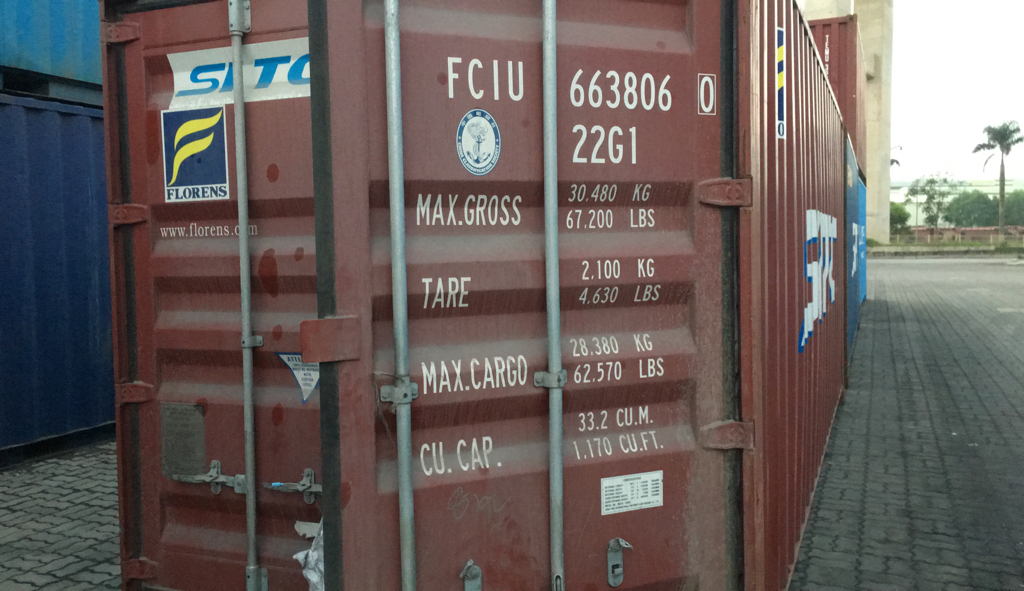 SITC
FLORENS
www.florens.com
FCIU 663806 0
22G1
MAX.GROSS 30.480 KG
67.200 LBS
TARE 2.100 KG
4.630 LBS
MAX.CARGO 28.380 KG
62.570 LBS
CU. CAP. 33.2 CU.M.
1.170 CU.FT.
SITC